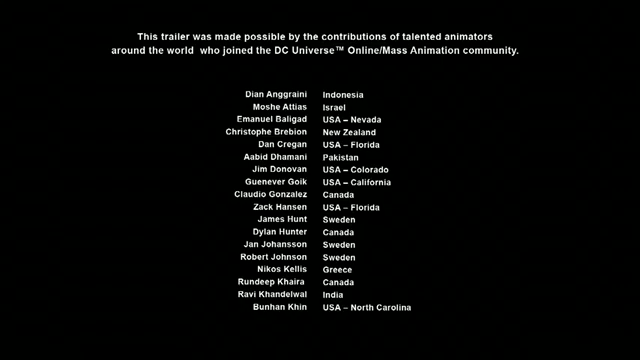 This trailer was made possible by the contributions of talented animators
around the world who joined the DC Universe™ Online/Mass Animation community.
Dian Anggraini Indonesia
Moshe Attias Israel
Emanuel Baligad USA – Nevada
Christophe Brebion New Zealand
Dan Cregan USA – Florida
Aabid Dhamani Pakistan
Jim Donovan USA – Colorado
Guenever Goik USA – California
Claudio Gonzalez Canada
Zack Hansen USA – Florida
James Hunt Sweden
Dylan Hunter Canada
Jan Johansson Sweden
Robert Johnson Sweden
Nikos Kellis Greece
Rundeep Khaira Canada
Ravi Khandelwal India
Bunhan Khin USA – North Carolina